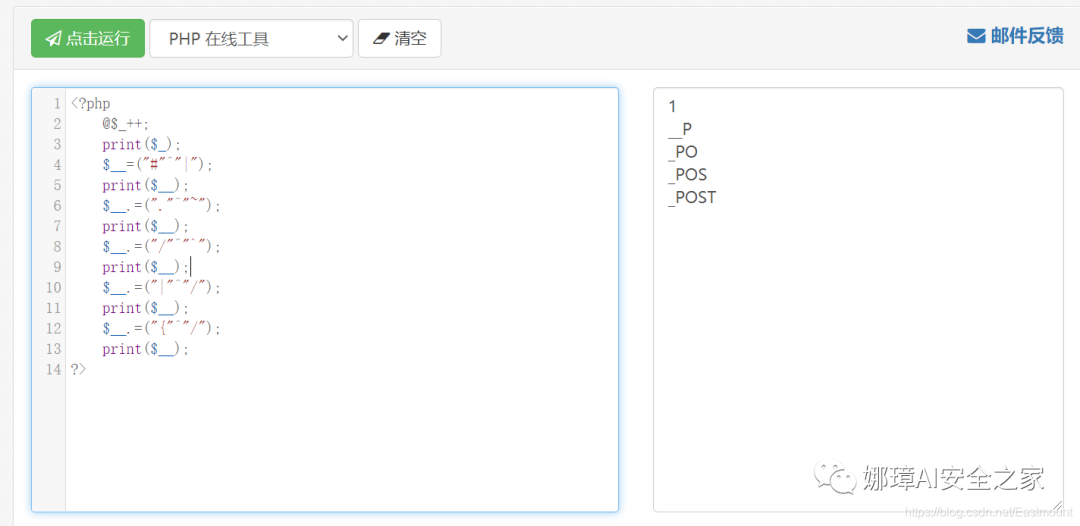 点击运行 PHP 在线工具 清空 邮件反馈
1 <?php
2 @$_++;
3 print($_);
4 $__=("#"^"|");
5 print($__);
6 $__.=("."^"~");
7 print($__);
8 $__.=("/"^"`");
9 print($__);
10 $__.=("|"^"/");
11 print($__);
12 $__.=("{"^"/");
13 print($__);
14 ?>
1
__P
_PO
_POS
_POST
娜璋AI安全之家
https://blog.csdn.net/Eastmount